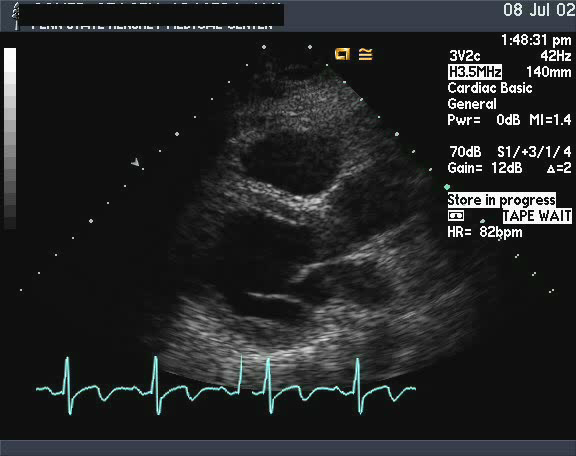 08 Jul 02
PENN STATE HERSHEY MEDICAL CENTER
1:48:31 pm
3V2c 42Hz
H3.5MHz 140mm
Cardiac Basic
General
Pwr= 0dB MI=1.4
70dB S1/+3/1/4
Gain= 12dB Δ=2
Store in progress
TAPE WAIT
HR= 82bpm